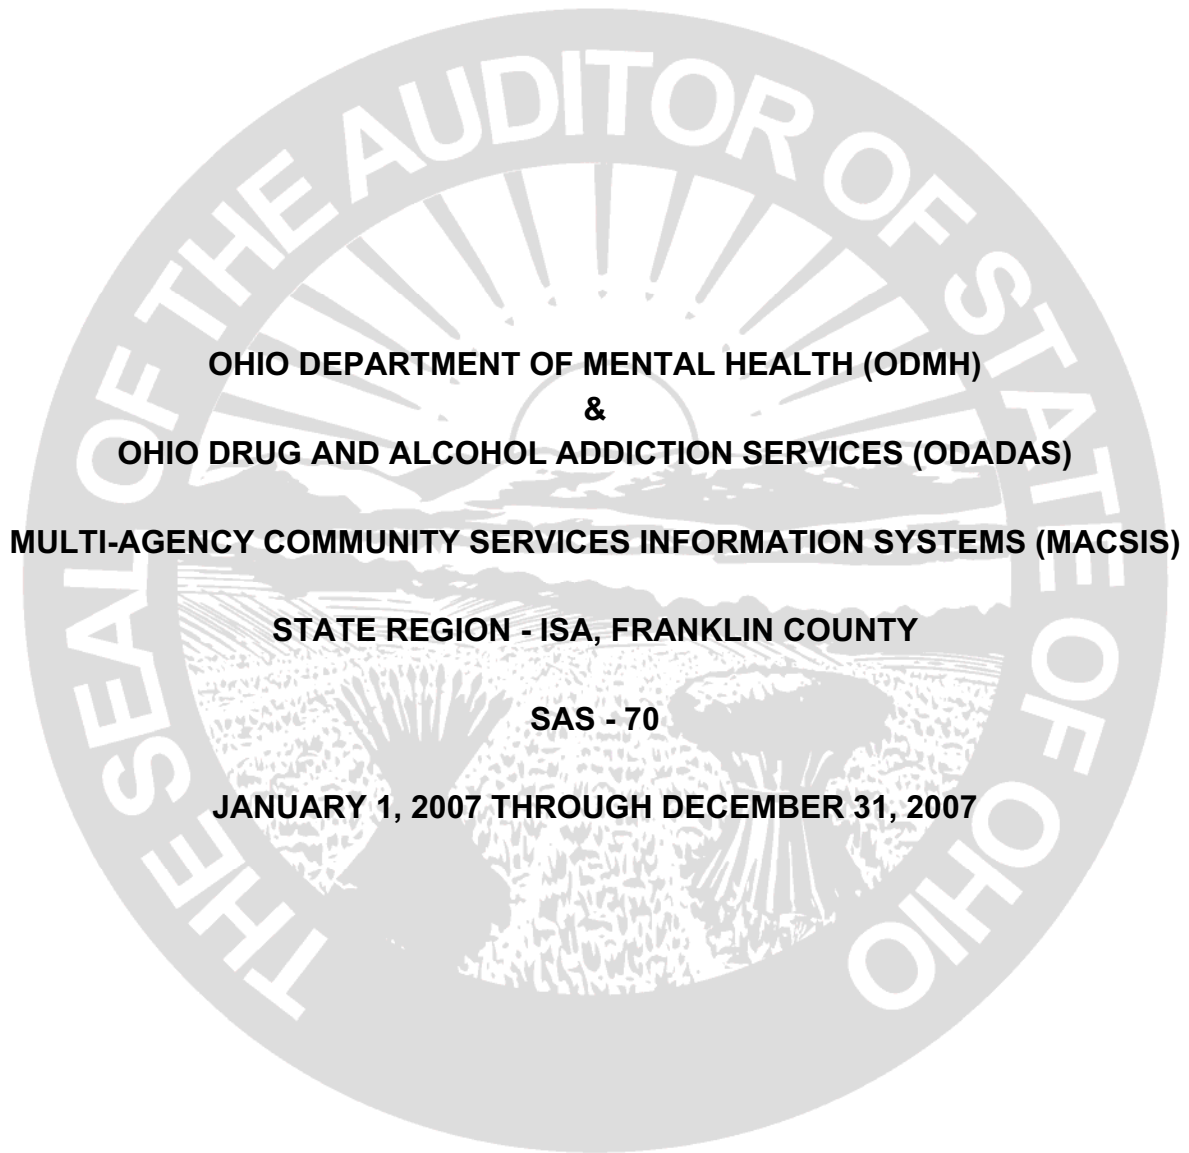 THE SEAL OF THE AUDITOR OF STATE OF OHIO
OHIO DEPARTMENT OF MENTAL HEALTH (ODMH)
&
OHIO DRUG AND ALCOHOL ADDICTION SERVICES (ODADAS)
MULTI-AGENCY COMMUNITY SERVICES INFORMATION SYSTEMS (MACSIS)
STATE REGION - ISA, FRANKLIN COUNTY
SAS - 70
JANUARY 1, 2007 THROUGH DECEMBER 31, 2007